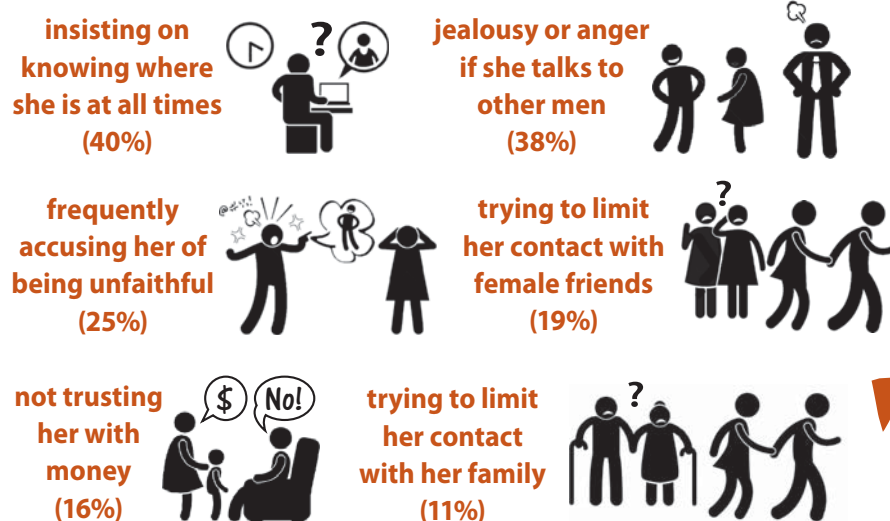 insisting on
knowing where
she is at all times
(40%)
?
jealousy or anger
if she talks to
other men
(38%)
frequently
accusing her of
being unfaithful
(25%)
@#!!
trying to limit
her contact with
female friends
(19%)
?
not trusting
her with
money
(16%)
$
No!
trying to limit
her contact
with her family
(11%)
?